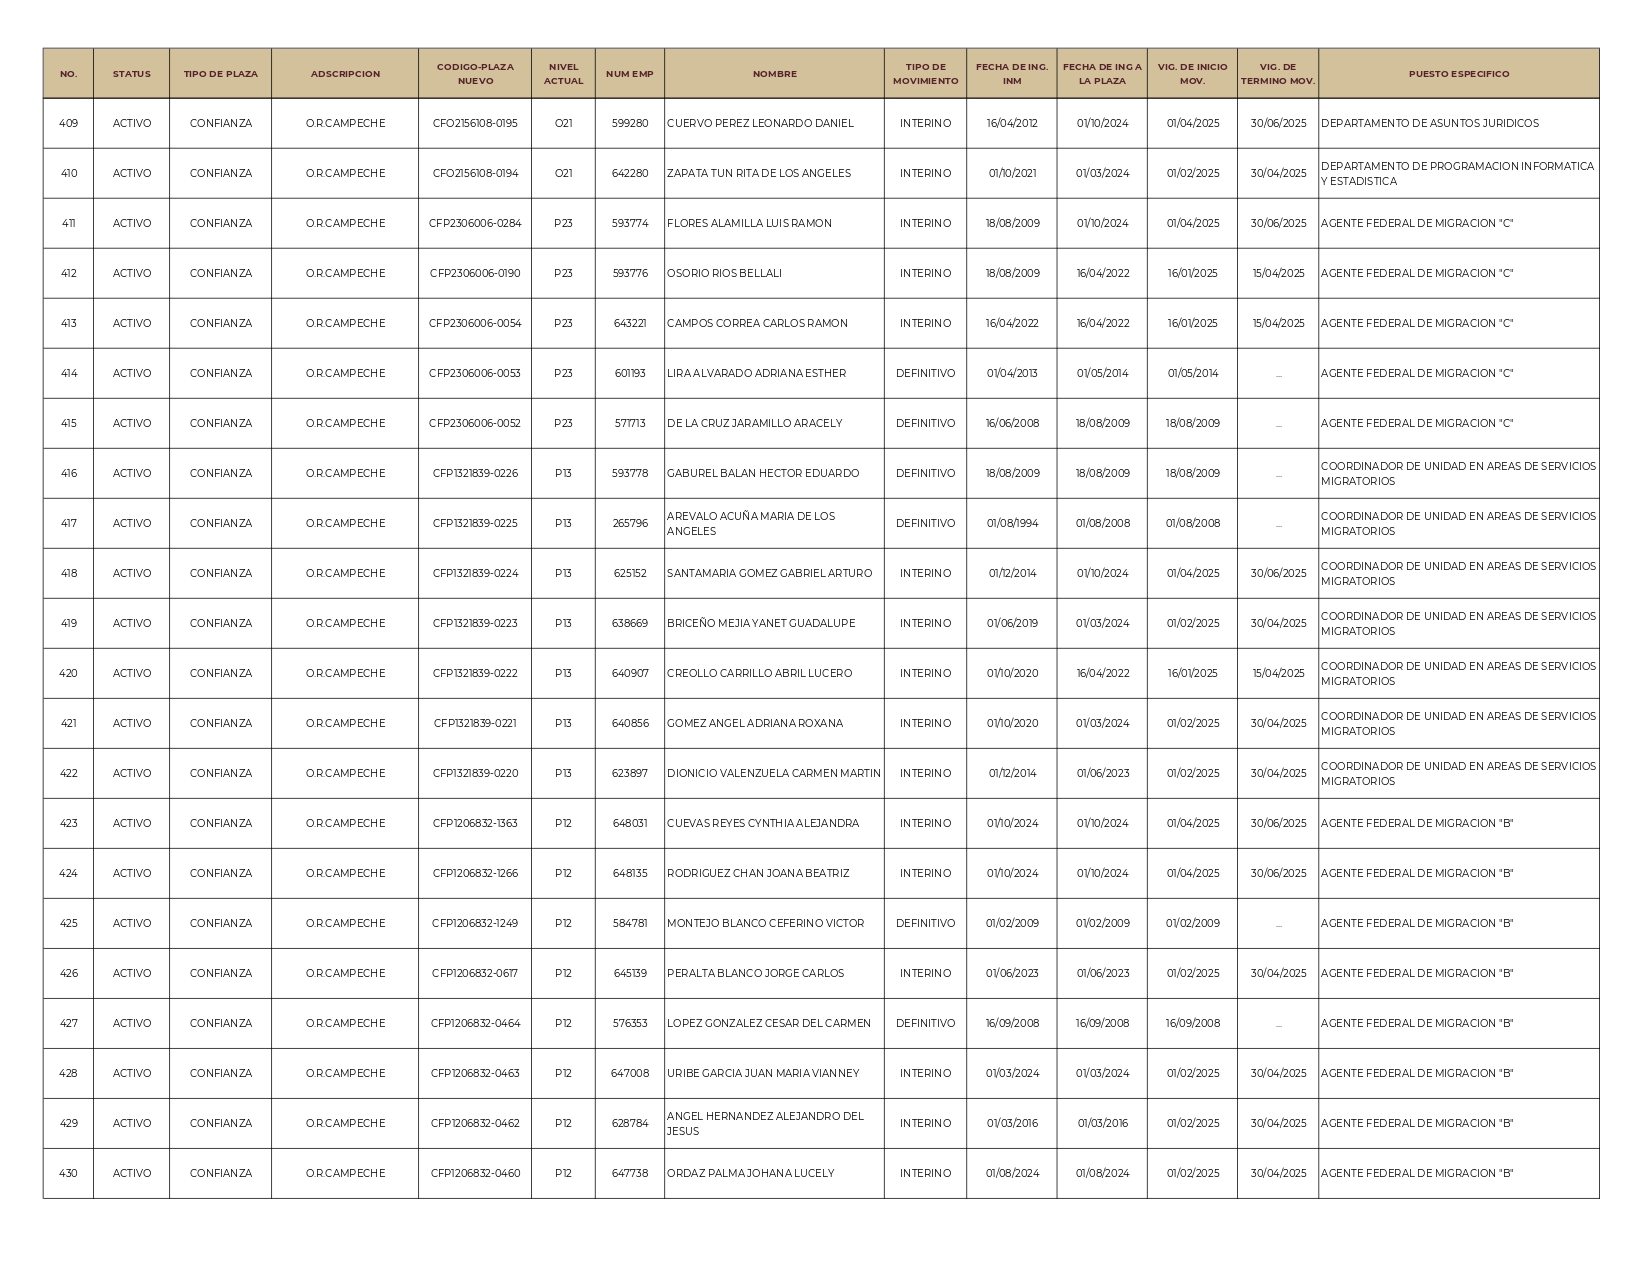 NO. STATUS TIPO DE PLAZA ADSCRIPCION CODIGO-PLAZA NUEVO NIVEL ACTUAL NUM EMP NOMBRE TIPO DE MOVIMIENTO FECHA DE ING. INM FECHA DE ING A LA PLAZA VIG. DE INICIO MOV. VIG. DE TERMINO MOV. PUESTO ESPECIFICO
409 ACTIVO CONFIANZA O.R.CAMPECHE CFO2156108-0195 O21 599280 CUERVO PEREZ LEONARDO DANIEL INTERINO 16/04/2012 01/10/2024 01/04/2025 30/06/2025 DEPARTAMENTO DE ASUNTOS JURIDICOS
410 ACTIVO CONFIANZA O.R.CAMPECHE CFO2156108-0194 O21 642280 ZAPATA TUN RITA DE LOS ANGELES INTERINO 01/10/2021 01/03/2024 01/02/2025 30/04/2025 DEPARTAMENTO DE PROGRAMACION INFORMATICA Y ESTADISTICA
411 ACTIVO CONFIANZA O.R.CAMPECHE CFP2306006-0284 P23 593774 FLORES ALAMILLA LUIS RAMON INTERINO 18/08/2009 01/10/2024 01/04/2025 30/06/2025 AGENTE FEDERAL DE MIGRACION "C"
412 ACTIVO CONFIANZA O.R.CAMPECHE CFP2306006-0190 P23 593776 OSORIO RIOS BELLALI INTERINO 18/08/2009 16/04/2022 16/01/2025 15/04/2025 AGENTE FEDERAL DE MIGRACION "C"
413 ACTIVO CONFIANZA O.R.CAMPECHE CFP2306006-0054 P23 643221 CAMPOS CORREA CARLOS RAMON INTERINO 16/04/2022 16/04/2022 16/01/2025 15/04/2025 AGENTE FEDERAL DE MIGRACION "C"
414 ACTIVO CONFIANZA O.R.CAMPECHE CFP2306006-0053 P23 601193 LIRA ALVARADO ADRIANA ESTHER DEFINITIVO 01/04/2013 01/05/2014 01/05/2014 ... AGENTE FEDERAL DE MIGRACION "C"
415 ACTIVO CONFIANZA O.R.CAMPECHE CFP2306006-0052 P23 571713 DE LA CRUZ JARAMILLO ARACELY DEFINITIVO 16/06/2008 18/08/2009 18/08/2009 ... AGENTE FEDERAL DE MIGRACION "C"
416 ACTIVO CONFIANZA O.R.CAMPECHE CFP1321839-0226 P13 593778 GABUREL BALAN HECTOR EDUARDO DEFINITIVO 18/08/2009 18/08/2009 18/08/2009 ... COORDINADOR DE UNIDAD EN AREAS DE SERVICIOS MIGRATORIOS
417 ACTIVO CONFIANZA O.R.CAMPECHE CFP1321839-0225 P13 265796 AREVALO ACUÑA MARIA DE LOS ANGELES DEFINITIVO 01/08/1994 01/08/2008 01/08/2008 ... COORDINADOR DE UNIDAD EN AREAS DE SERVICIOS MIGRATORIOS
418 ACTIVO CONFIANZA O.R.CAMPECHE CFP1321839-0224 P13 625152 SANTAMARIA GOMEZ GABRIEL ARTURO INTERINO 01/12/2014 01/10/2024 01/04/2025 30/06/2025 COORDINADOR DE UNIDAD EN AREAS DE SERVICIOS MIGRATORIOS
419 ACTIVO CONFIANZA O.R.CAMPECHE CFP1321839-0223 P13 638669 BRICEÑO MEJIA YANET GUADALUPE INTERINO 01/06/2019 01/03/2024 01/02/2025 30/04/2025 COORDINADOR DE UNIDAD EN AREAS DE SERVICIOS MIGRATORIOS
420 ACTIVO CONFIANZA O.R.CAMPECHE CFP1321839-0222 P13 640907 CREOLLO CARRILLO ABRIL LUCERO INTERINO 01/10/2020 16/04/2022 16/01/2025 15/04/2025 COORDINADOR DE UNIDAD EN AREAS DE SERVICIOS MIGRATORIOS
421 ACTIVO CONFIANZA O.R.CAMPECHE CFP1321839-0221 P13 640856 GOMEZ ANGEL ADRIANA ROXANA INTERINO 01/10/2020 01/03/2024 01/02/2025 30/04/2025 COORDINADOR DE UNIDAD EN AREAS DE SERVICIOS MIGRATORIOS
422 ACTIVO CONFIANZA O.R.CAMPECHE CFP1321839-0220 P13 623897 DIONICIO VALENZUELA CARMEN MARTIN INTERINO 01/12/2014 01/06/2023 01/02/2025 30/04/2025 COORDINADOR DE UNIDAD EN AREAS DE SERVICIOS MIGRATORIOS
423 ACTIVO CONFIANZA O.R.CAMPECHE CFP1206832-1363 P12 648031 CUEVAS REYES CYNTHIA ALEJANDRA INTERINO 01/10/2024 01/10/2024 01/04/2025 30/06/2025 AGENTE FEDERAL DE MIGRACION "B"
424 ACTIVO CONFIANZA O.R.CAMPECHE CFP1206832-1266 P12 648135 RODRIGUEZ CHAN JOANA BEATRIZ INTERINO 01/10/2024 01/10/2024 01/04/2025 30/06/2025 AGENTE FEDERAL DE MIGRACION "B"
425 ACTIVO CONFIANZA O.R.CAMPECHE CFP1206832-1249 P12 584781 MONTEJO BLANCO CEFERINO VICTOR DEFINITIVO 01/02/2009 01/02/2009 01/02/2009 ... AGENTE FEDERAL DE MIGRACION "B"
426 ACTIVO CONFIANZA O.R.CAMPECHE CFP1206832-0617 P12 645139 PERALTA BLANCO JORGE CARLOS INTERINO 01/06/2023 01/06/2023 01/02/2025 30/04/2025 AGENTE FEDERAL DE MIGRACION "B"
427 ACTIVO CONFIANZA O.R.CAMPECHE CFP1206832-0464 P12 576353 LOPEZ GONZALEZ CESAR DEL CARMEN DEFINITIVO 16/09/2008 16/09/2008 16/09/2008 ... AGENTE FEDERAL DE MIGRACION "B"
428 ACTIVO CONFIANZA O.R.CAMPECHE CFP1206832-0463 P12 647008 URIBE GARCIA JUAN MARIA VIANNEY INTERINO 01/03/2024 01/03/2024 01/02/2025 30/04/2025 AGENTE FEDERAL DE MIGRACION "B"
429 ACTIVO CONFIANZA O.R.CAMPECHE CFP1206832-0462 P12 628784 ANGEL HERNANDEZ ALEJANDRO DEL JESUS INTERINO 01/03/2016 01/03/2016 01/02/2025 30/04/2025 AGENTE FEDERAL DE MIGRACION "B"
430 ACTIVO CONFIANZA O.R.CAMPECHE CFP1206832-0460 P12 647738 ORDAZ PALMA JOHANA LUCELY INTERINO 01/08/2024 01/08/2024 01/02/2025 30/04/2025 AGENTE FEDERAL DE MIGRACION "B"